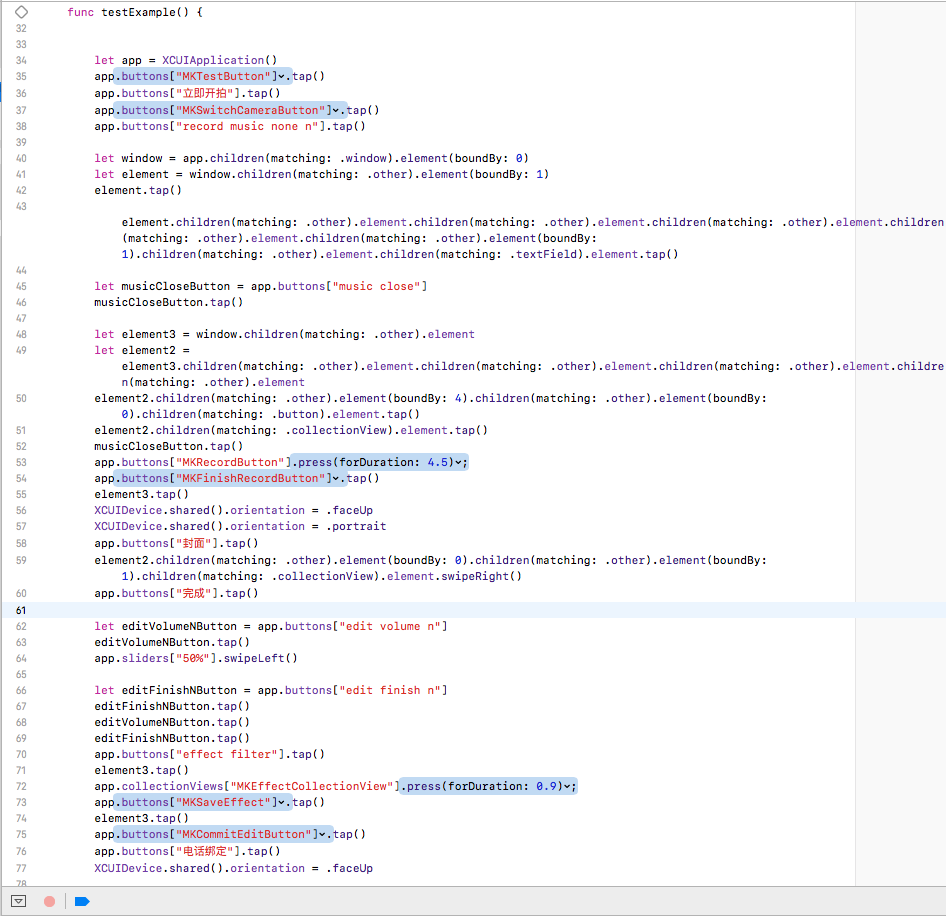 func testExample() {
32
33
34 let app = XCUIApplication()
35 app.buttons["MKTestButton"].tap()
36 app.buttons["立即开拍"].tap()
37 app.buttons["MKSwitchCameraButton"].tap()
38 app.buttons["record music none n"].tap()
39
40 let window = app.children(matching: .window).element(boundBy: 0)
41 let element = window.children(matching: .other).element(boundBy: 1)
42 element.tap()
43
element.children(matching: .other).element.children(matching: .other).element.children(matching: .other).element.children
(matching: .other).element.children(matching: .other).element(boundBy:
1).children(matching: .other).element.children(matching: .textField).element.tap()
44
45 let musicCloseButton = app.buttons["music close"]
46 musicCloseButton.tap()
47
48 let element3 = window.children(matching: .other).element
49 let element2 =
element3.children(matching: .other).element.children(matching: .other).element.children(matching: .other).element.childre
n(matching: .other).element
50 element2.children(matching: .other).element(boundBy: 4).children(matching: .other).element(boundBy:
0).children(matching: .button).element.tap()
51 element2.children(matching: .collectionView).element.tap()
52 musicCloseButton.tap()
53 app.buttons["MKRecordButton"].press(forDuration: 4.5);
54 app.buttons["MKFinishRecordButton"].tap()
55 element3.tap()
56 XCUIDevice.shared().orientation = .faceUp
57 XCUIDevice.shared().orientation = .portrait
58 app.buttons["封面"].tap()
59 element2.children(matching: .other).element(boundBy: 0).children(matching: .other).element(boundBy:
1).children(matching: .collectionView).element.swipeRight()
60 app.buttons["完成"].tap()
61
62 let editVolumeNButton = app.buttons["edit volume n"]
63 editVolumeNButton.tap()
64 app.sliders["50%"].swipeLeft()
65
66 let editFinishNButton = app.buttons["edit finish n"]
67 editFinishNButton.tap()
68 editVolumeNButton.tap()
69 editFinishNButton.tap()
70 app.buttons["effect filter"].tap()
71 element3.tap()
72 app.collectionViews["MKEffectCollectionView"].press(forDuration: 0.9);
73 app.buttons["MKSaveEffect"].tap()
74 element3.tap()
75 app.buttons["MKCommitEditButton"].tap()
76 app.buttons["电话绑定"].tap()
77 XCUIDevice.shared().orientation = .faceUp
78